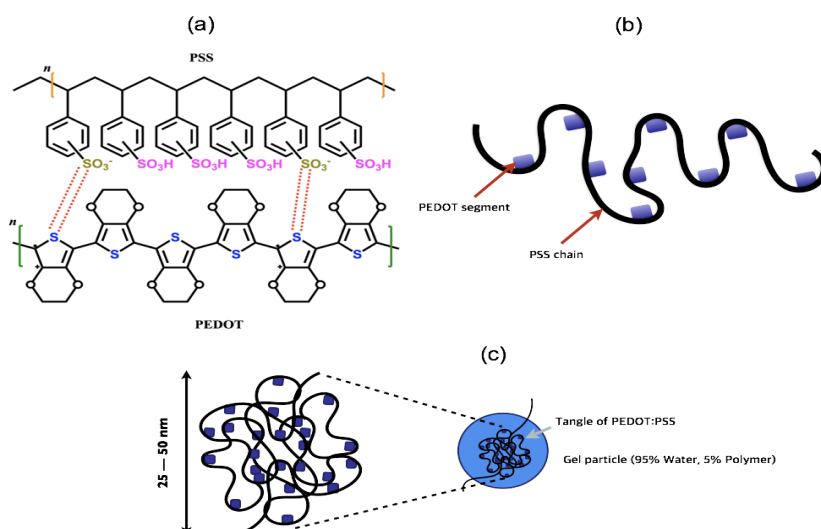 (a)
PSS
n
SO₃⁻ SO₃H SO₃H SO₃H SO₃⁻ SO₃H
n
S S S S S S
PEDOT
(b)
PEDOT segment
PSS chain
(c)
25 — 50 nm
Tangle of PEDOT:PSS
Gel particle (95% Water, 5% Polymer)